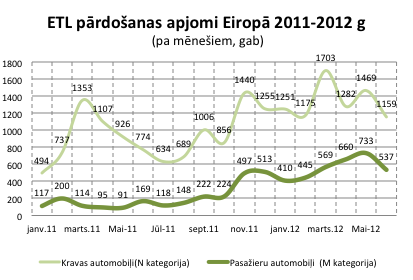 ETL pārdošanas apjomi Eiropā 2011-2012 g
(pa mēnešiem, gab)
1800
1600
1400
1200
1000
800
600
400
200
0
494 737 1353 1107 926 774 634 689 1006 856 1440 1255 1251 1175 1703 1282 1469 1159
117 200 114 95 91 169 118 148 222 224 497 513 410 445 569 660 733 537
janv.11 marts.11 Mai-11 Jūl-11 sept.11 nov.11 janv.12 marts.12 Mai-12
Kravas automobiļi(N kategorija) Pasažieru automobiļi (M kategorija)